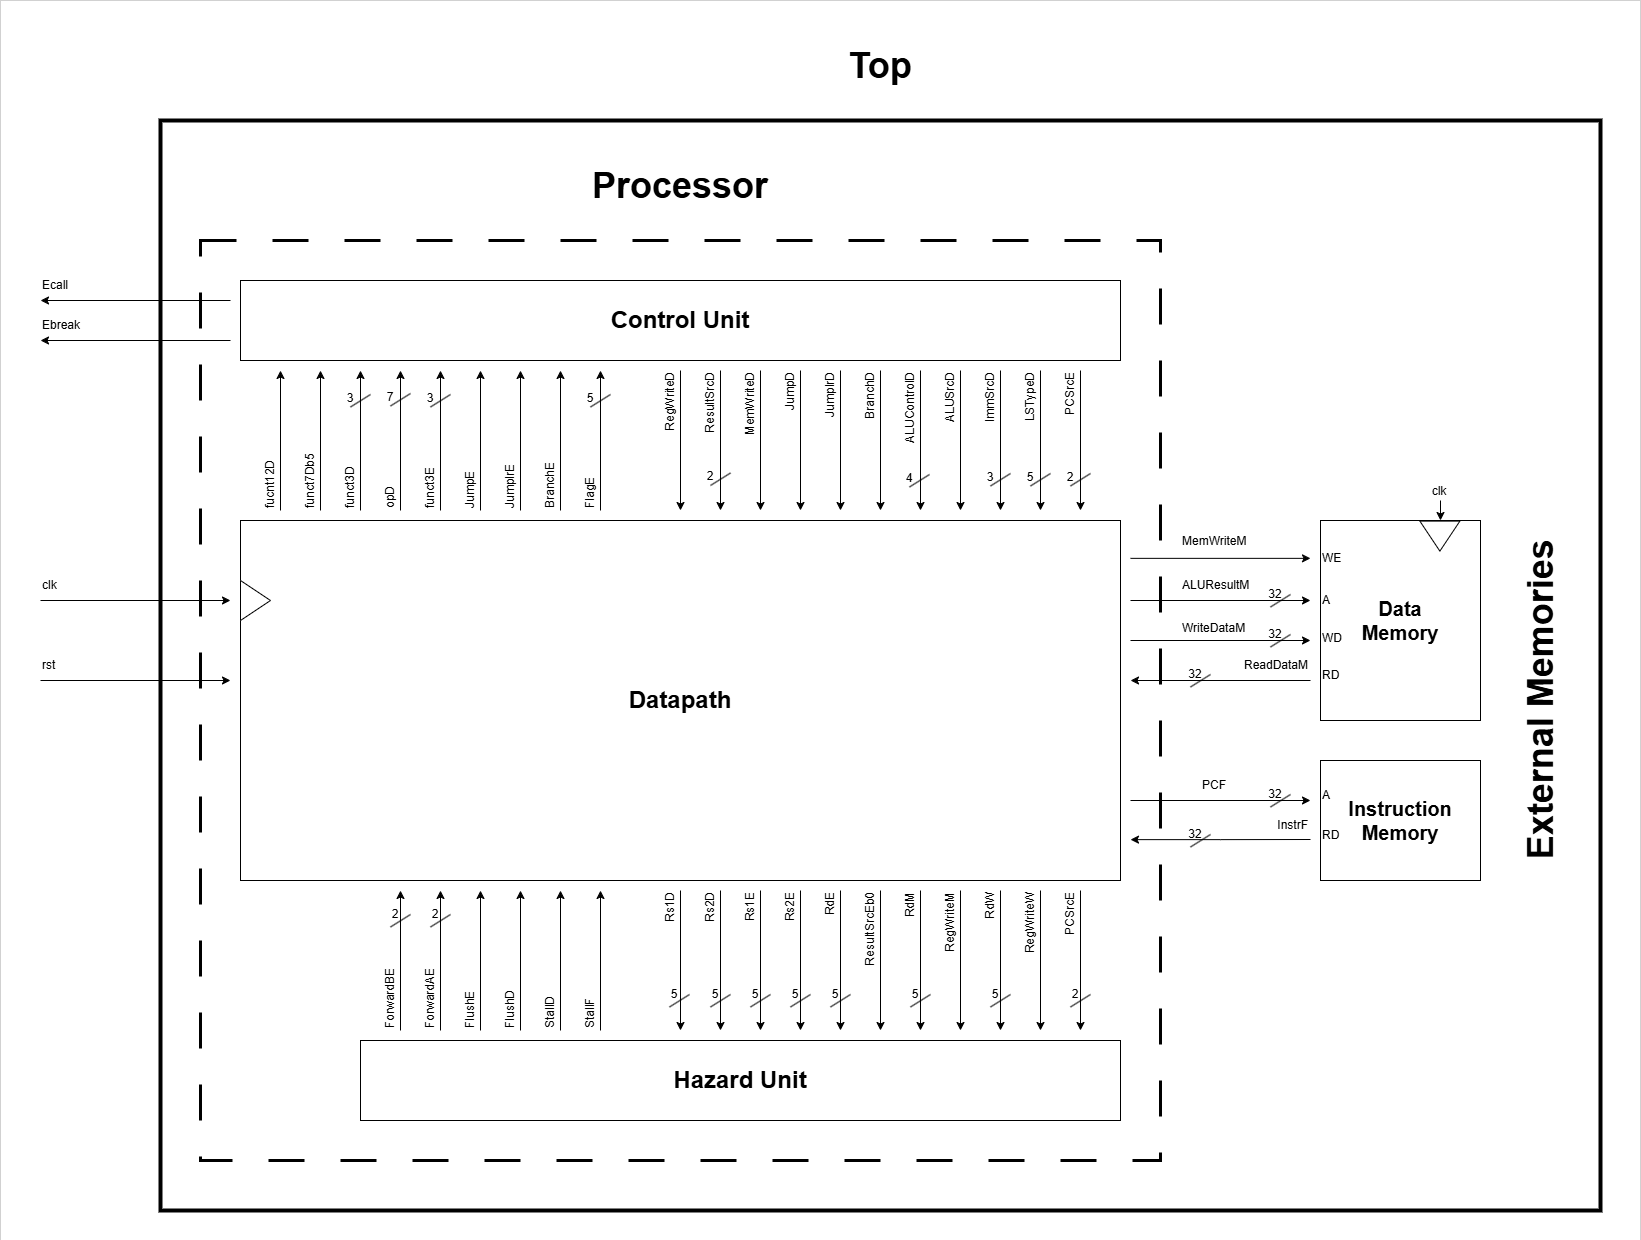 Top
Processor
Ecall
Ebreak
Control Unit
3
7
3
5
fucnt12D
funct7Db5
funct3D
opD
funct3E
JumpE
JumplrE
BranchE
FlagE
RegWriteD
ResultSrcD
MemWriteD
JumpD
JumplrD
BranchD
ALUControlD
ALUSrcD
ImmSrcD
LSTypeD
PCSrcE
2
4
3
5
2
clk
rst
Datapath
MemWriteM
ALUResultM
32
WriteDataM
32
ReadDataM
32
PCF
32
InstrF
32
clk
WE
A
WD
RD
Data
Memory
A
RD
Instruction
Memory
External Memories
2
2
ForwardBE
ForwardAE
FlushE
FlushD
StallD
StallF
Rs1D
Rs2D
Rs1E
Rs2E
RdE
ResultSrcEb0
RdM
RegWriteM
RdW
RegWriteW
PCSrcE
5
5
5
5
5
5
5
2
Hazard Unit